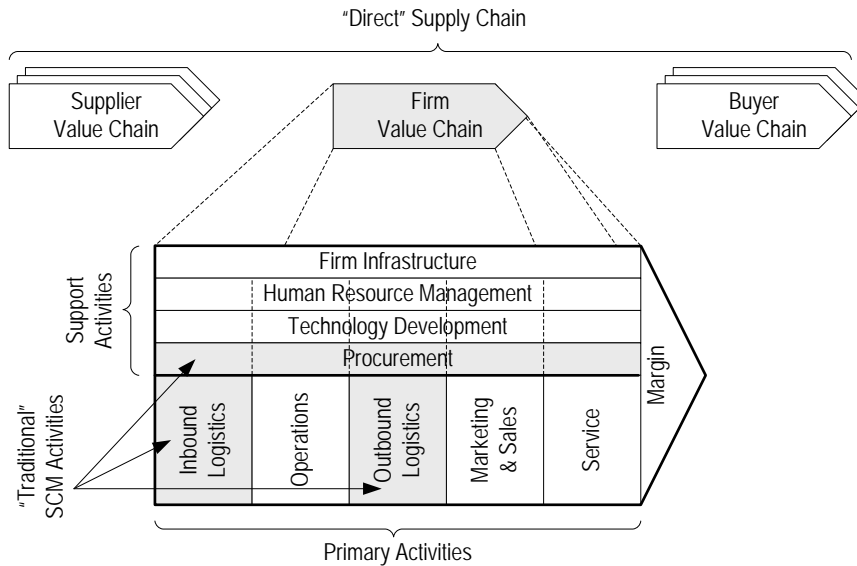 “Direct” Supply Chain
Supplier
Value Chain
Firm
Value Chain
Buyer
Value Chain
Support
Activities
Firm Infrastructure
Human Resource Management
Technology Development
Procurement
Margin
“Traditional”
SCM Activities
Inbound
Logistics
Operations
Outbound
Logistics
Marketing
& Sales
Service
Primary Activities